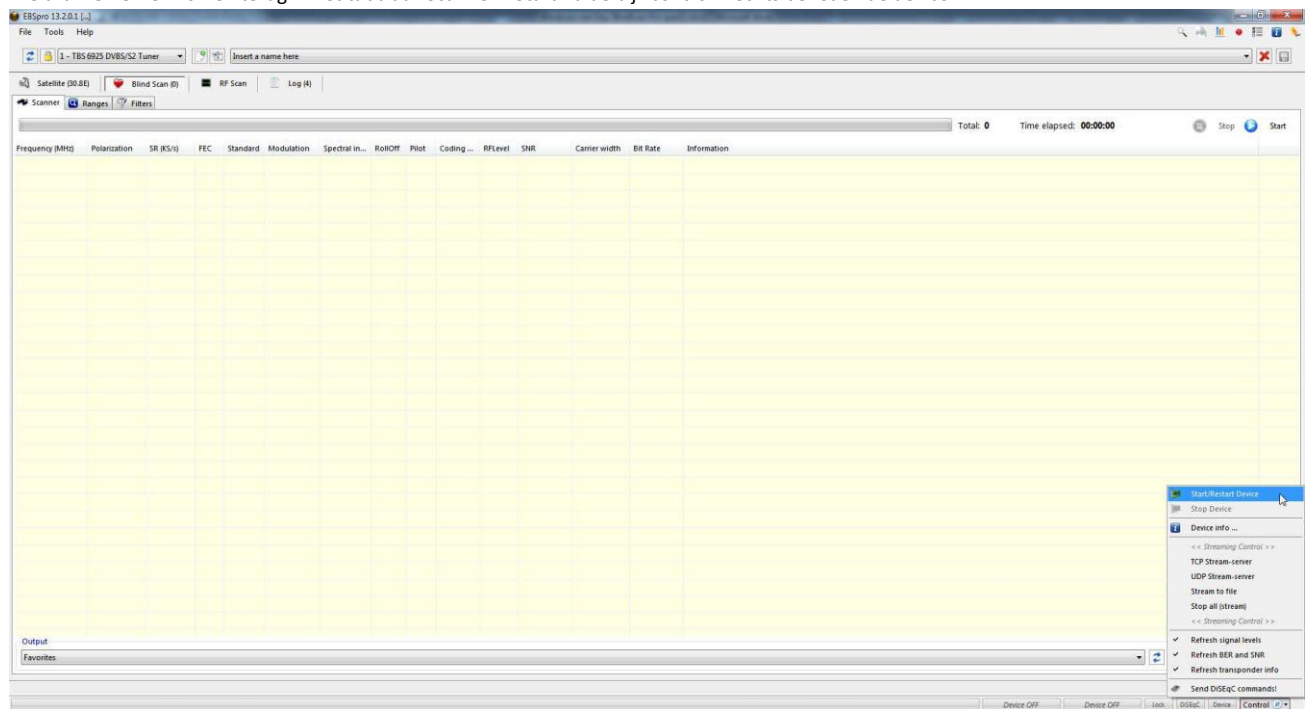 EBSpro 13.2.0.1 [...]
File Tools Help
1 - TBS 6925 DVBS/S2 Tuner
Insert a name here
Satellite (30.8E) Blind Scan (0) RF Scan Log (4)
Scanner Ranges Filters
Total: 0 Time elapsed: 00:00:00 Stop Start
Frequency (MHz) Polarization SR (KS/s) FEC Standard Modulation Spectral in... RollOff Pilot Coding ... RFLevel SNR Carrier width Bit Rate Information
Start/Restart Device
Stop Device
Device info ...
<< Streaming Control >>
TCP Stream-server
UDP Stream-server
Stream to file
Stop all (stream)
<< Streaming Control >>
Refresh signal levels
Refresh BER and SNR
Refresh transponder info
Send DiSEqC commands!
Output
Favorites
Device OFF Device OFF Lock DiSEqC Device Control